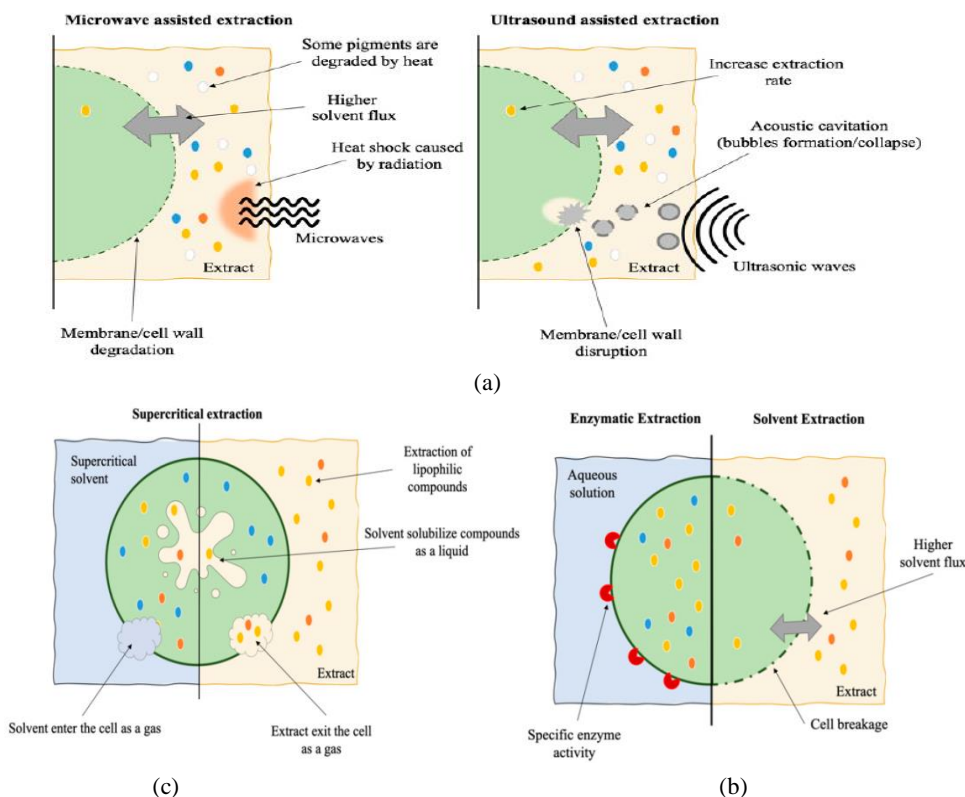 Microwave assisted extraction
Some pigments are
degraded by heat
Higher
solvent flux
Heat shock caused
by radiation
Microwaves
Extract
Membrane/cell wall
degradation
Ultrasound assisted extraction
Increase extraction
rate
Acoustic cavitation
(bubbles formation/collapse)
Extract
Ultrasonic waves
Membrane/cell wall
disruption
(a)
Supercritical extraction
Supercritical
solvent
Extraction of
lipophilic
compounds
Solvent solubilize compounds
as a liquid
Extract
Solvent enter the cell as a gas
Extract exit the cell
as a gas
(c)
Enzymatic Extraction
Solvent Extraction
Aqueous
solution
Higher
solvent flux
Extract
Specific enzyme
activity
Cell breakage
(b)